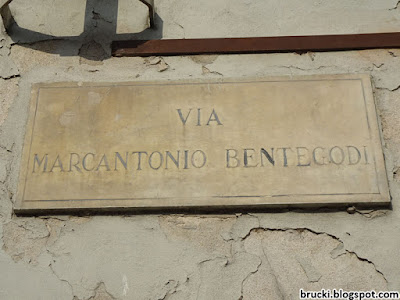 VIA
MARCANTONIO BENTEGODI
brucki.blogspot.com